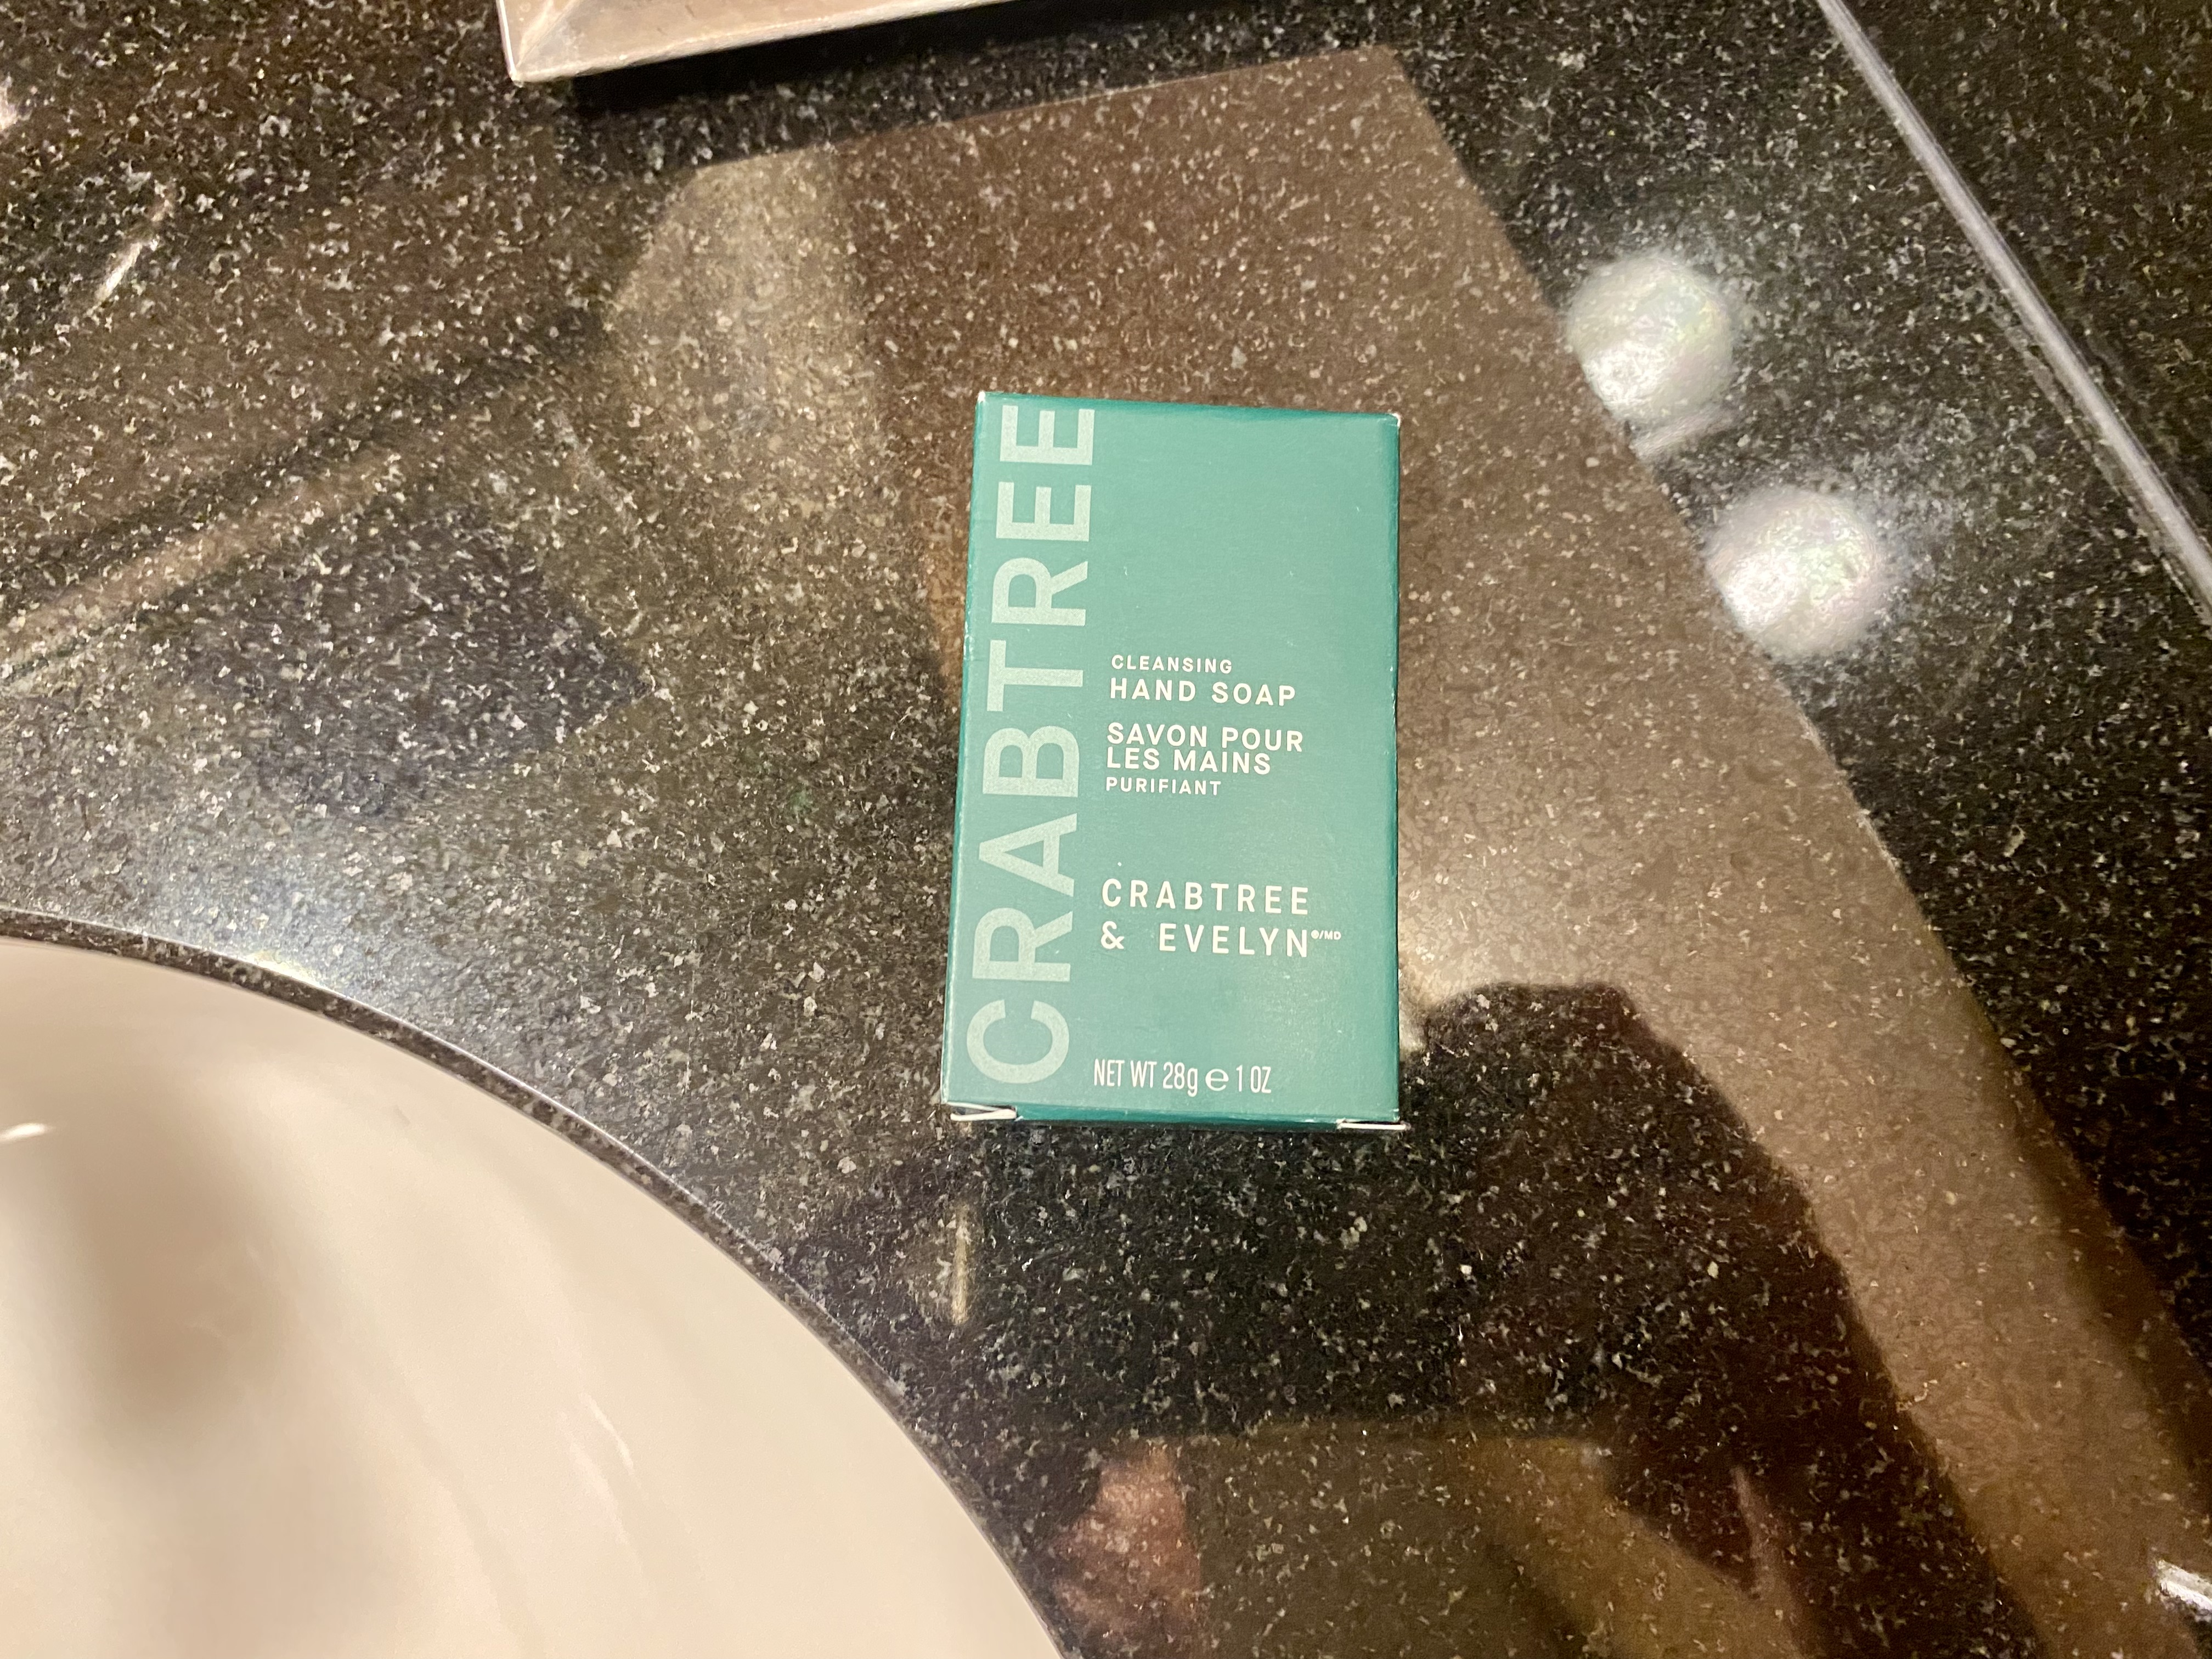 CRABTREE
CLEANSING
HAND SOAP
SAVON POUR
LES MAINS
PURIFIANT
CRABTREE
& EVELYN®/MD
NET WT 28g ℮ 1 OZ